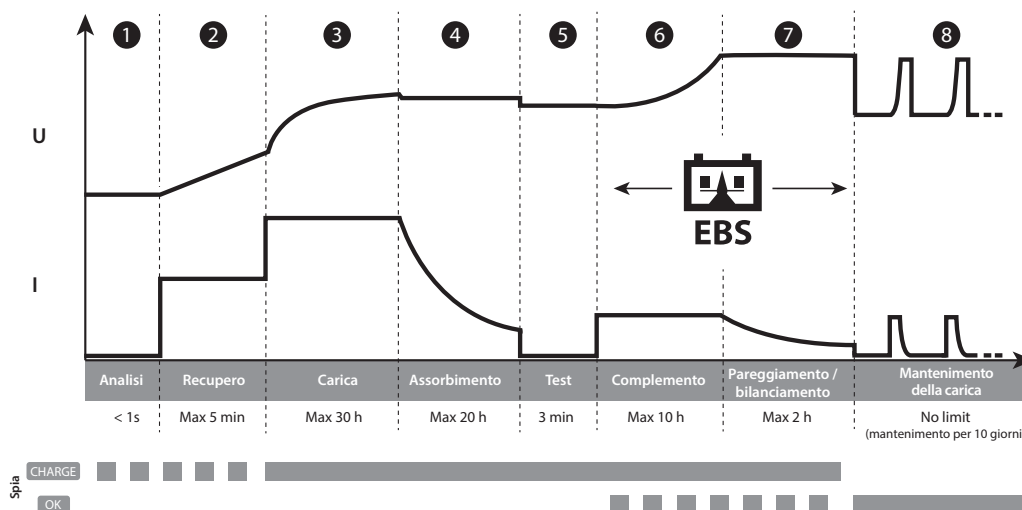 1 2 3 4 5 6 7 8
U
EBS
I
Analisi Recupero Carica Assorbimento Test Complemento Pareggiamento / bilanciamento Mantenimento della carica
< 1s Max 5 min Max 30 h Max 20 h 3 min Max 10 h Max 2 h No limit
(mantenimento per 10 giorni
Spia
CHARGE
OK